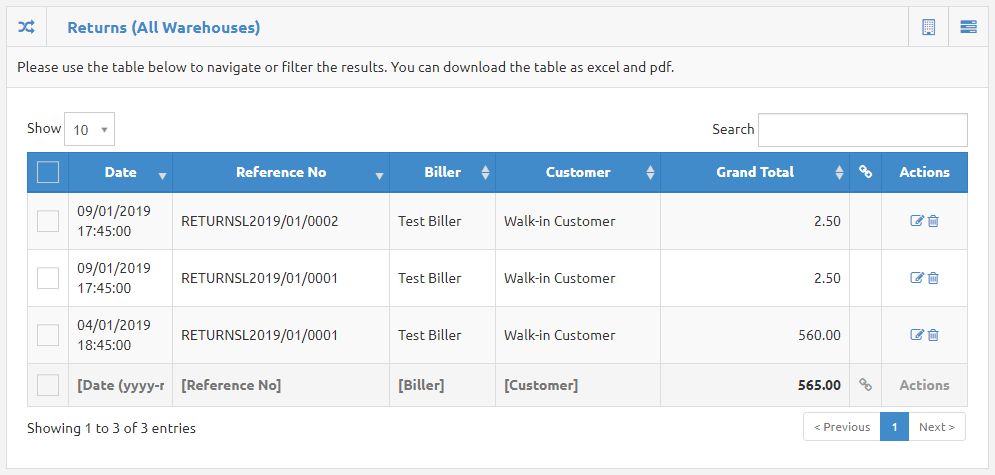 Returns (All Warehouses)
Please use the table below to navigate or filter the results. You can download the table as excel and pdf.
Show 10 Search
Date Reference No Biller Customer Grand Total Actions
09/01/2019
17:45:00 RETURNSL2019/01/0002 Test Biller Walk-in Customer 2.50
09/01/2019
17:45:00 RETURNSL2019/01/0001 Test Biller Walk-in Customer 2.50
04/01/2019
18:45:00 RETURNSL2019/01/0001 Test Biller Walk-in Customer 560.00
[Date (yyyy-r [Reference No] [Biller] [Customer] 565.00 Actions
Showing 1 to 3 of 3 entries < Previous 1 Next >